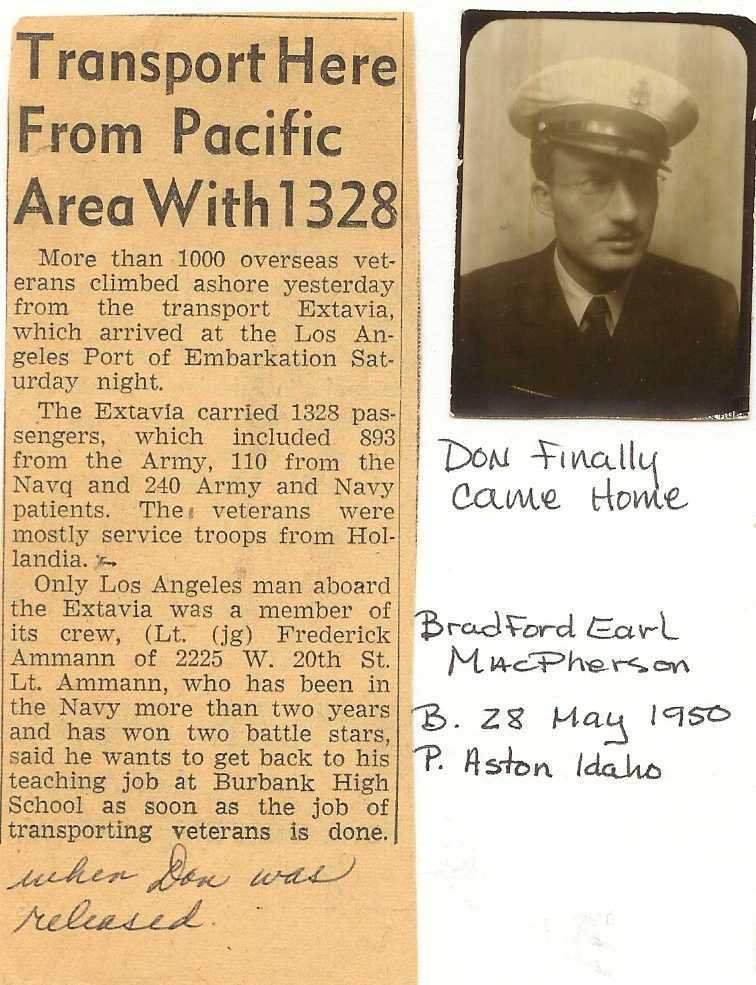 Transport Here
From Pacific
Area With 1328
More than 1000 overseas vet-
erans climbed ashore yesterday
from the transport Extavia,
which arrived at the Los An-
geles Port of Embarkation Sat-
urday night.
The Extavia carried 1328 pas-
sengers, which included 893
from the Army, 110 from the
Navq and 240 Army and Navy
patients. The veterans were
mostly service troops from Hol-
landia.
Only Los Angeles man aboard
the Extavia was a member of
its crew, (Lt. (jg) Frederick
Ammann of 2225 W. 20th St.
Lt. Ammann, who has been in
the Navy more than two years
and has won two battle stars,
said he wants to get back to his
teaching job at Burbank High
School as soon as the job of
transporting veterans is done.
when Don was
released.
Don Finally
Came Home
Bradford Earl
MacPherson
B. 28 May 1950
P. Aston Idaho